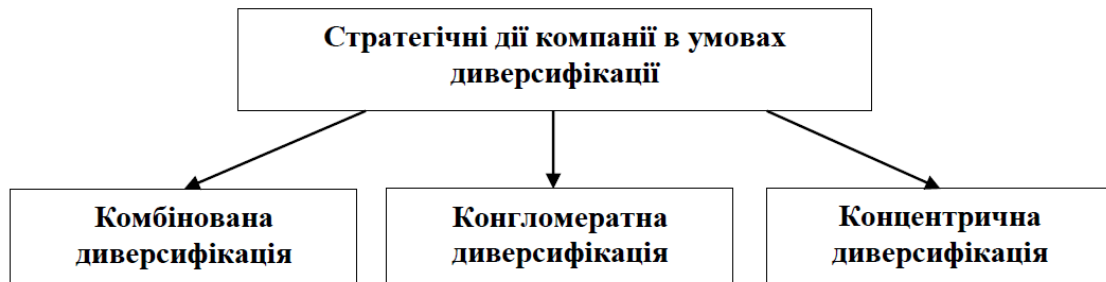 Стратегічні дії компанії в умовах
диверсифікації
Комбінована
диверсифікація
Конгломератна
диверсифікація
Концентрична
диверсифікація